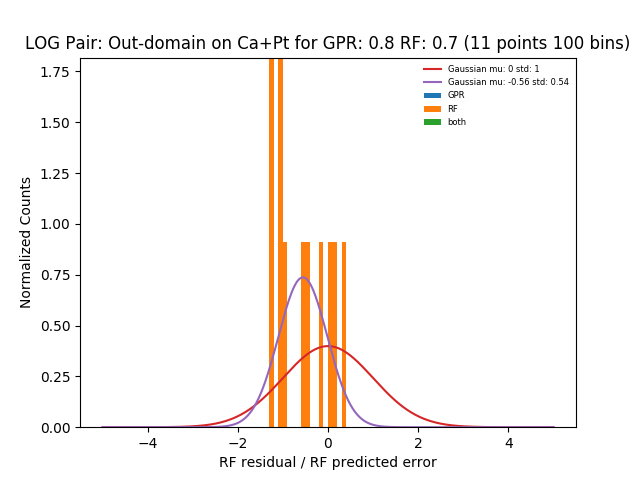 LOG Pair: Out-domain on Ca+Pt for GPR: 0.8 RF: 0.7 (11 points 100 bins)
Gaussian mu: 0 std: 1
Gaussian mu: -0.56 std: 0.54
GPR
RF
both
Normalized Counts
1.75
1.50
1.25
1.00
0.75
0.50
0.25
0.00
−4
−2
0
2
4
RF residual / RF predicted error